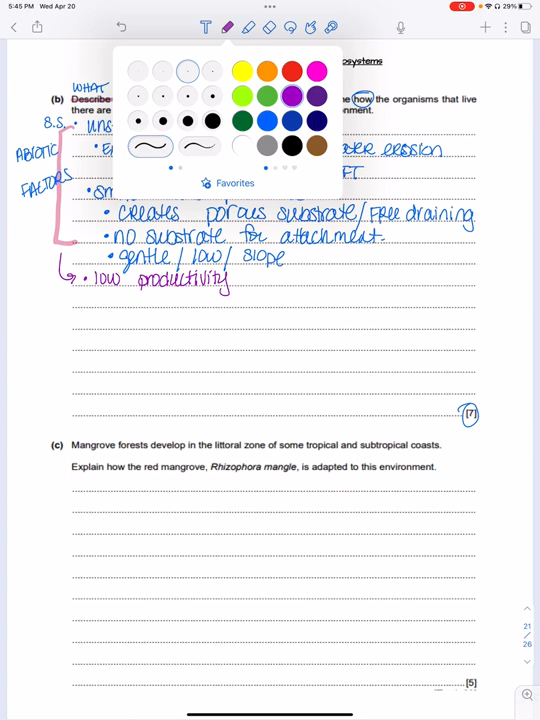 5:45 PM Wed Apr 20
29%
T
osystems
WHAT
(b) Describe
e how the organisms that live
there are
nment.
S.S. • uns
ABIOTIC
erosion
FACTORS
FT
• creates porous substrate/FREE draining
• no substrate for attachment.
• gentle/low/slope
• low productivity
Favorites
[7]
(c) Mangrove forests develop in the littoral zone of some tropical and subtropical coasts.
Explain how the red mangrove, Rhizophora mangle, is adapted to this environment.
21
/
26
[5]